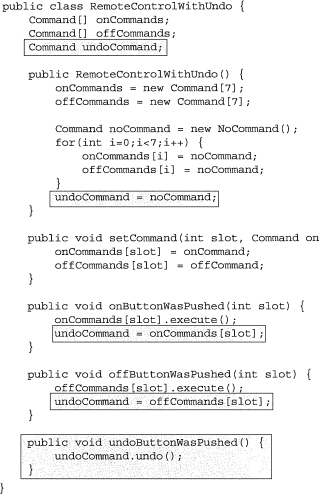 public class RemoteControlWithUndo {
    Command[] onCommands;
    Command[] offCommands;
    Command undoCommand;

    public RemoteControlWithUndo() {
        onCommands = new Command[7];
        offCommands = new Command[7];

        Command noCommand = new NoCommand();
        for(int i=0;i<7;i++) {
            onCommands[i] = noCommand;
            offCommands[i] = noCommand;
        }
        undoCommand = noCommand;
    }

    public void setCommand(int slot, Command on
        onCommands[slot] = onCommand;
        offCommands[slot] = offCommand;
    }

    public void onButtonWasPushed(int slot) {
        onCommands[slot].execute();
        undoCommand = onCommands[slot];
    }

    public void offButtonWasPushed(int slot) {
        offCommands[slot].execute();
        undoCommand = offCommands[slot];
    }

    public void undoButtonWasPushed() {
        undoCommand.undo();
    }
}